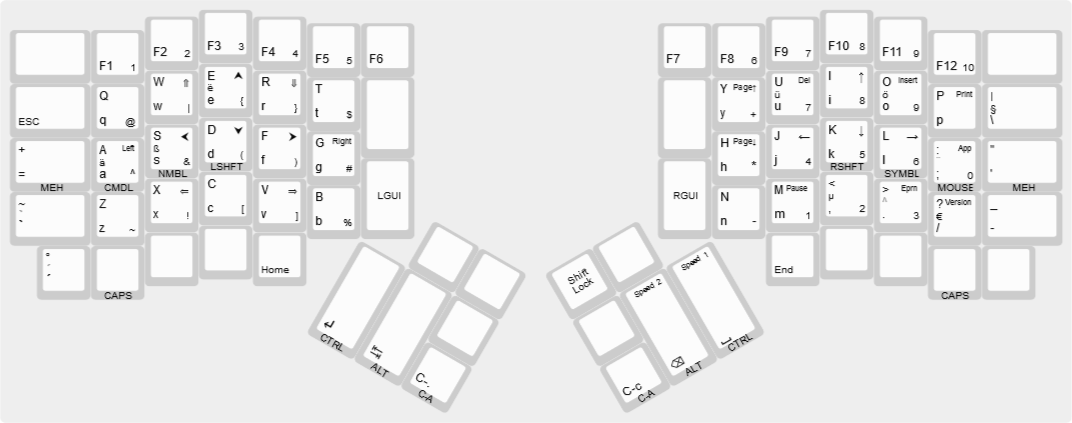 F1 1
F2 2
F3 3
F4 4
F5 5
F6
F7
F8 6
F9 7
F10 8
F11 9
F12 10
ESC
Q
q @
W ⇑
w |
E ⮝
ë
e {
R ⇓
r }
T
t $
Y Page↑
y +
U Del
ü
u 7
I ↑
i 8
O Insert
ö
o 9
P Print
p
|
§
\
+
=
MEH
A Left
ä
a ^
CMDL
S ⮜
ß
s &
NMBL
D ⮟
d (
LSHFT
F ⮞
f )
G Right
g #
H Page↓
h *
J ←
j 4
K ↓
k 5
RSHFT
L →
l 6
SYMBL
: App
; 0
MOUSE
"
'
MEH
~
`
Z
z ~
X ⇐
x !
C
c [
V ⇒
v ]
B
b %
LGUI
RGUI
N
n -
M Pause
m 1
<
µ
, 2
> Eprn
^
. 3
? Version
€
/
_
-
°
´
CAPS
Home
End
CAPS
↵
CTRL
↹
ALT
C-.
C-A
Shift
Lock
Speed 2
⌫
ALT
Speed 1
CTRL
C-c
C-A